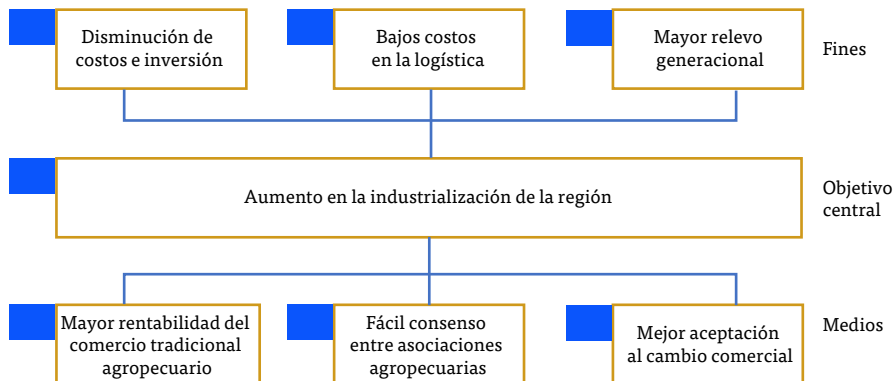 Disminución de
costos e inversión
Bajos costos
en la logística
Mayor relevo
generacional
Fines
Aumento en la industrialización de la región
Objetivo
central
Mayor rentabilidad del
comercio tradicional
agropecuario
Fácil consenso
entre asociaciones
agropecuarias
Mejor aceptación
al cambio comercial
Medios